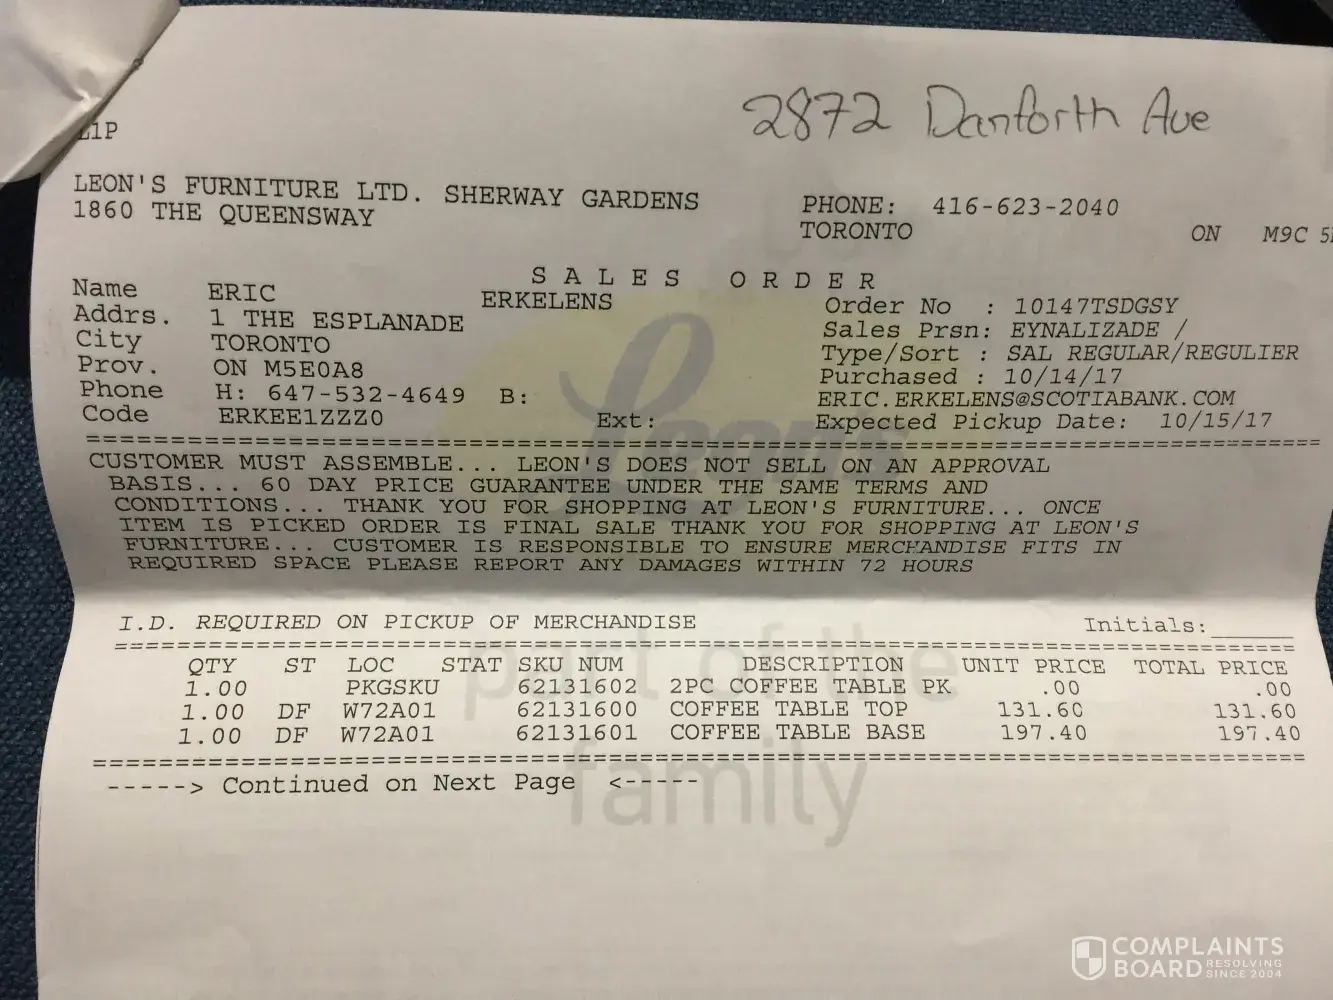 2872 Danforth Ave
L1P
LEON'S FURNITURE LTD. SHERWAY GARDENS
1860 THE QUEENSWAY
PHONE: 416-623-2040
TORONTO ON M9C
SALES ORDER
Name ERIC ERKELENS
Addrs. 1 THE ESPLANADE
City TORONTO
Prov. ON M5E0A8
Phone H: 647-532-4649 B:
Code ERKEE1ZZZ0 Ext:
Order No : 10147TSDGSY
Sales Prsn: EYNALIZADE /
Type/Sort : SAL REGULAR/REGULIER
Purchased : 10/14/17
ERIC.ERKELENS@SCOTIABANK.COM
Expected Pickup Date: 10/15/17
CUSTOMER MUST ASSEMBLE... LEON'S DOES NOT SELL ON AN APPROVAL
BASIS... 60 DAY PRICE GUARANTEE UNDER THE SAME TERMS AND
CONDITIONS... THANK YOU FOR SHOPPING AT LEON'S FURNITURE... ONCE
ITEM IS PICKED ORDER IS FINAL SALE THANK YOU FOR SHOPPING AT LEON'S
FURNITURE... CUSTOMER IS RESPONSIBLE TO ENSURE MERCHANDISE FITS IN
REQUIRED SPACE PLEASE REPORT ANY DAMAGES WITHIN 72 HOURS
Leon's
I.D. REQUIRED ON PICKUP OF MERCHANDISE Initials:______
part of the
family
QTY ST LOC STAT SKU NUM DESCRIPTION UNIT PRICE TOTAL PRICE
1.00 PKGSKU 62131602 2PC COFFEE TABLE PK .00 .00
1.00 DF W72A01 62131600 COFFEE TABLE TOP 131.60 131.60
1.00 DF W72A01 62131601 COFFEE TABLE BASE 197.40 197.40
-----> Continued on Next Page <-----
COMPLAINTS
BOARD RESOLVING
SINCE 2004